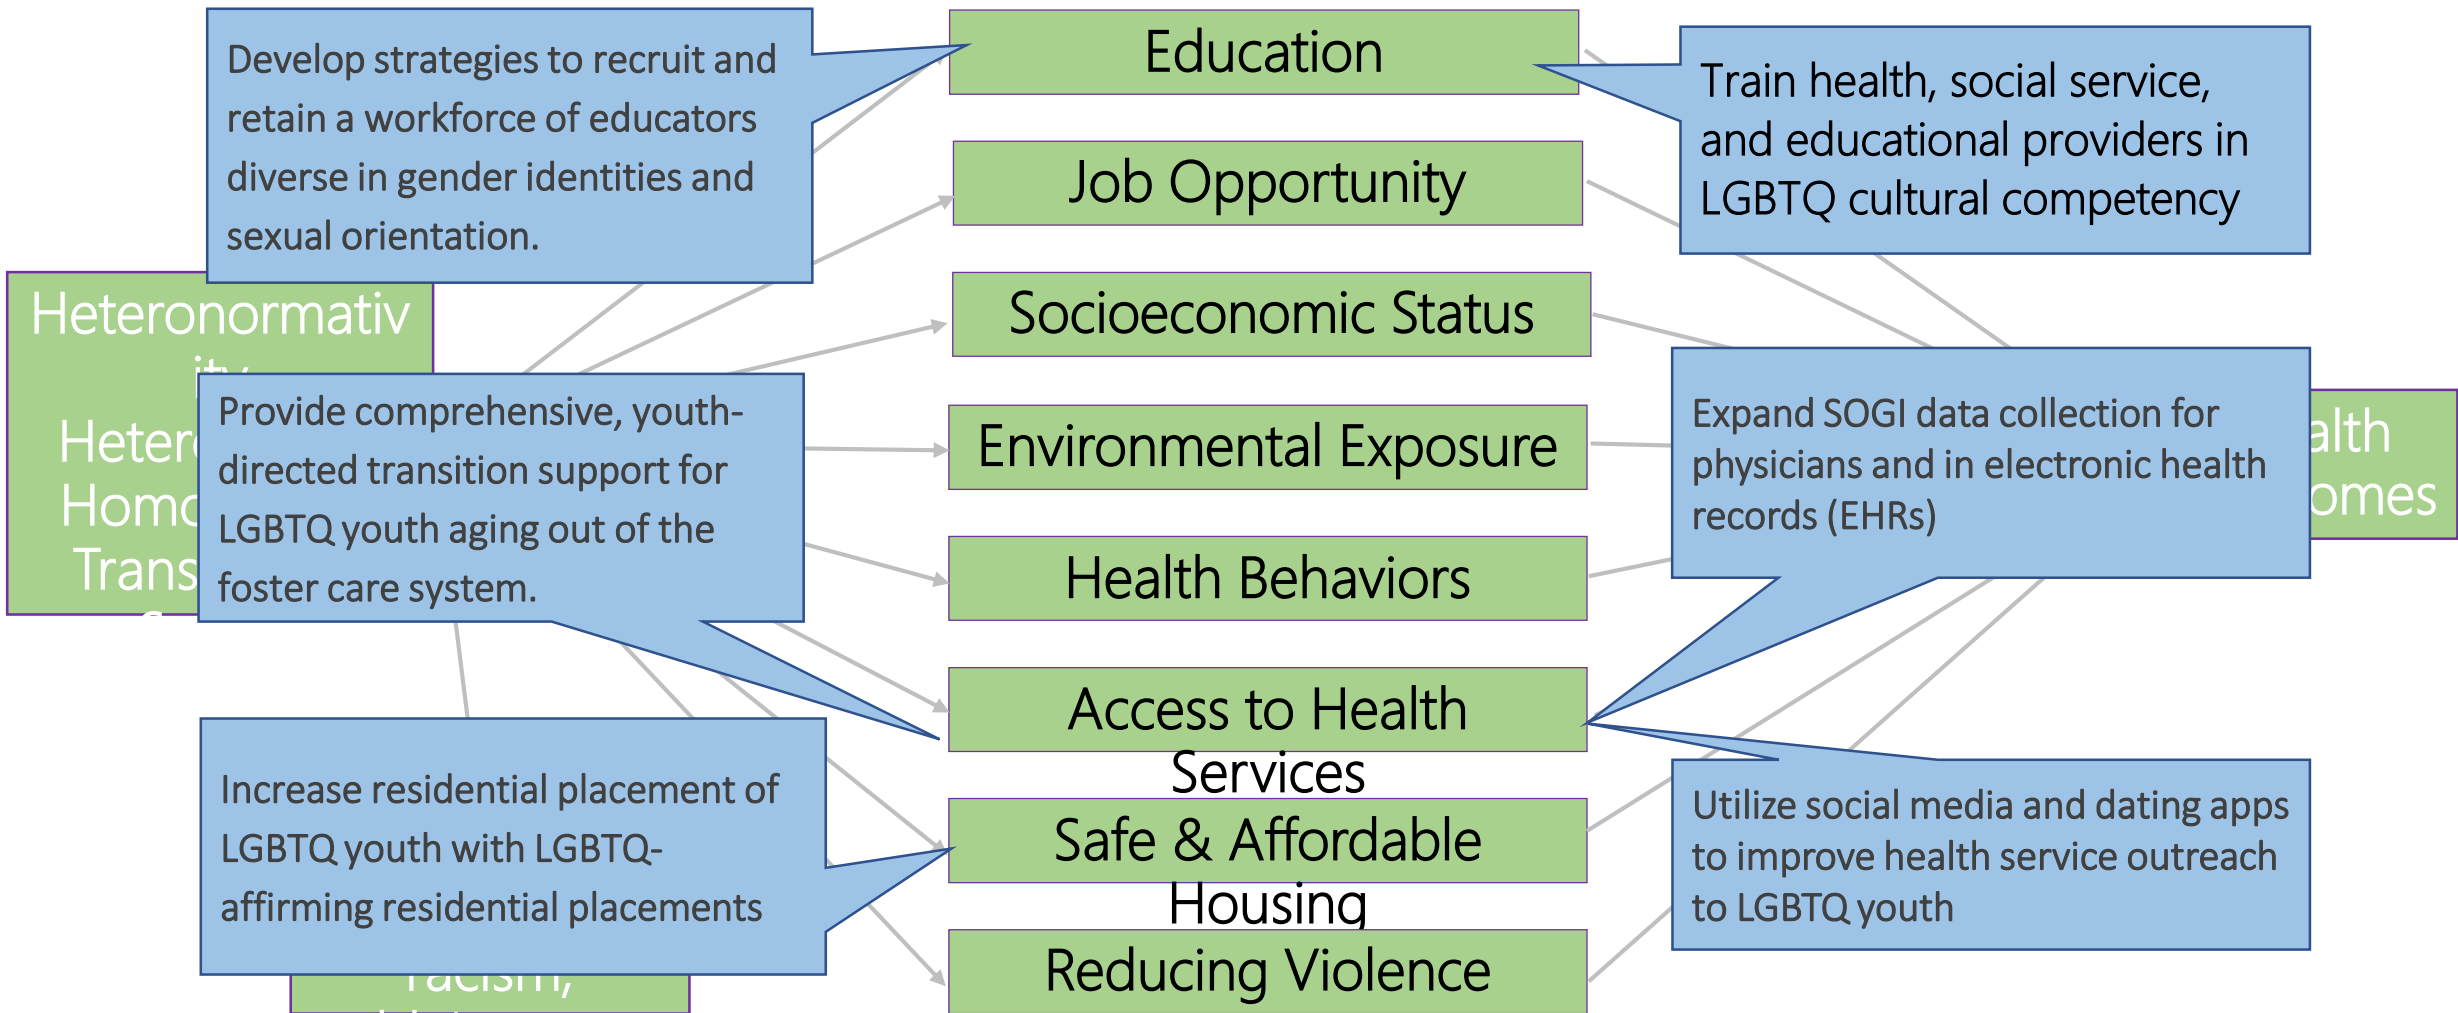 Develop strategies to recruit and
retain a workforce of educators
diverse in gender identities and
sexual orientation.
Education
Train health, social service,
and educational providers in
LGBTQ cultural competency
Job Opportunity
Socioeconomic Status
Environmental Exposure
Health Behaviors
Access to Health
Services
Safe & Affordable
Housing
Reducing Violence
Heteronormativ
ity
Provide comprehensive, youth-
directed transition support for
LGBTQ youth aging out of the
foster care system.
Increase residential placement of
LGBTQ youth with LGBTQ-
affirming residential placements
racism,
Expand SOGI data collection for
physicians and in electronic health
records (EHRs)
Utilize social media and dating apps
to improve health service outreach
to LGBTQ youth